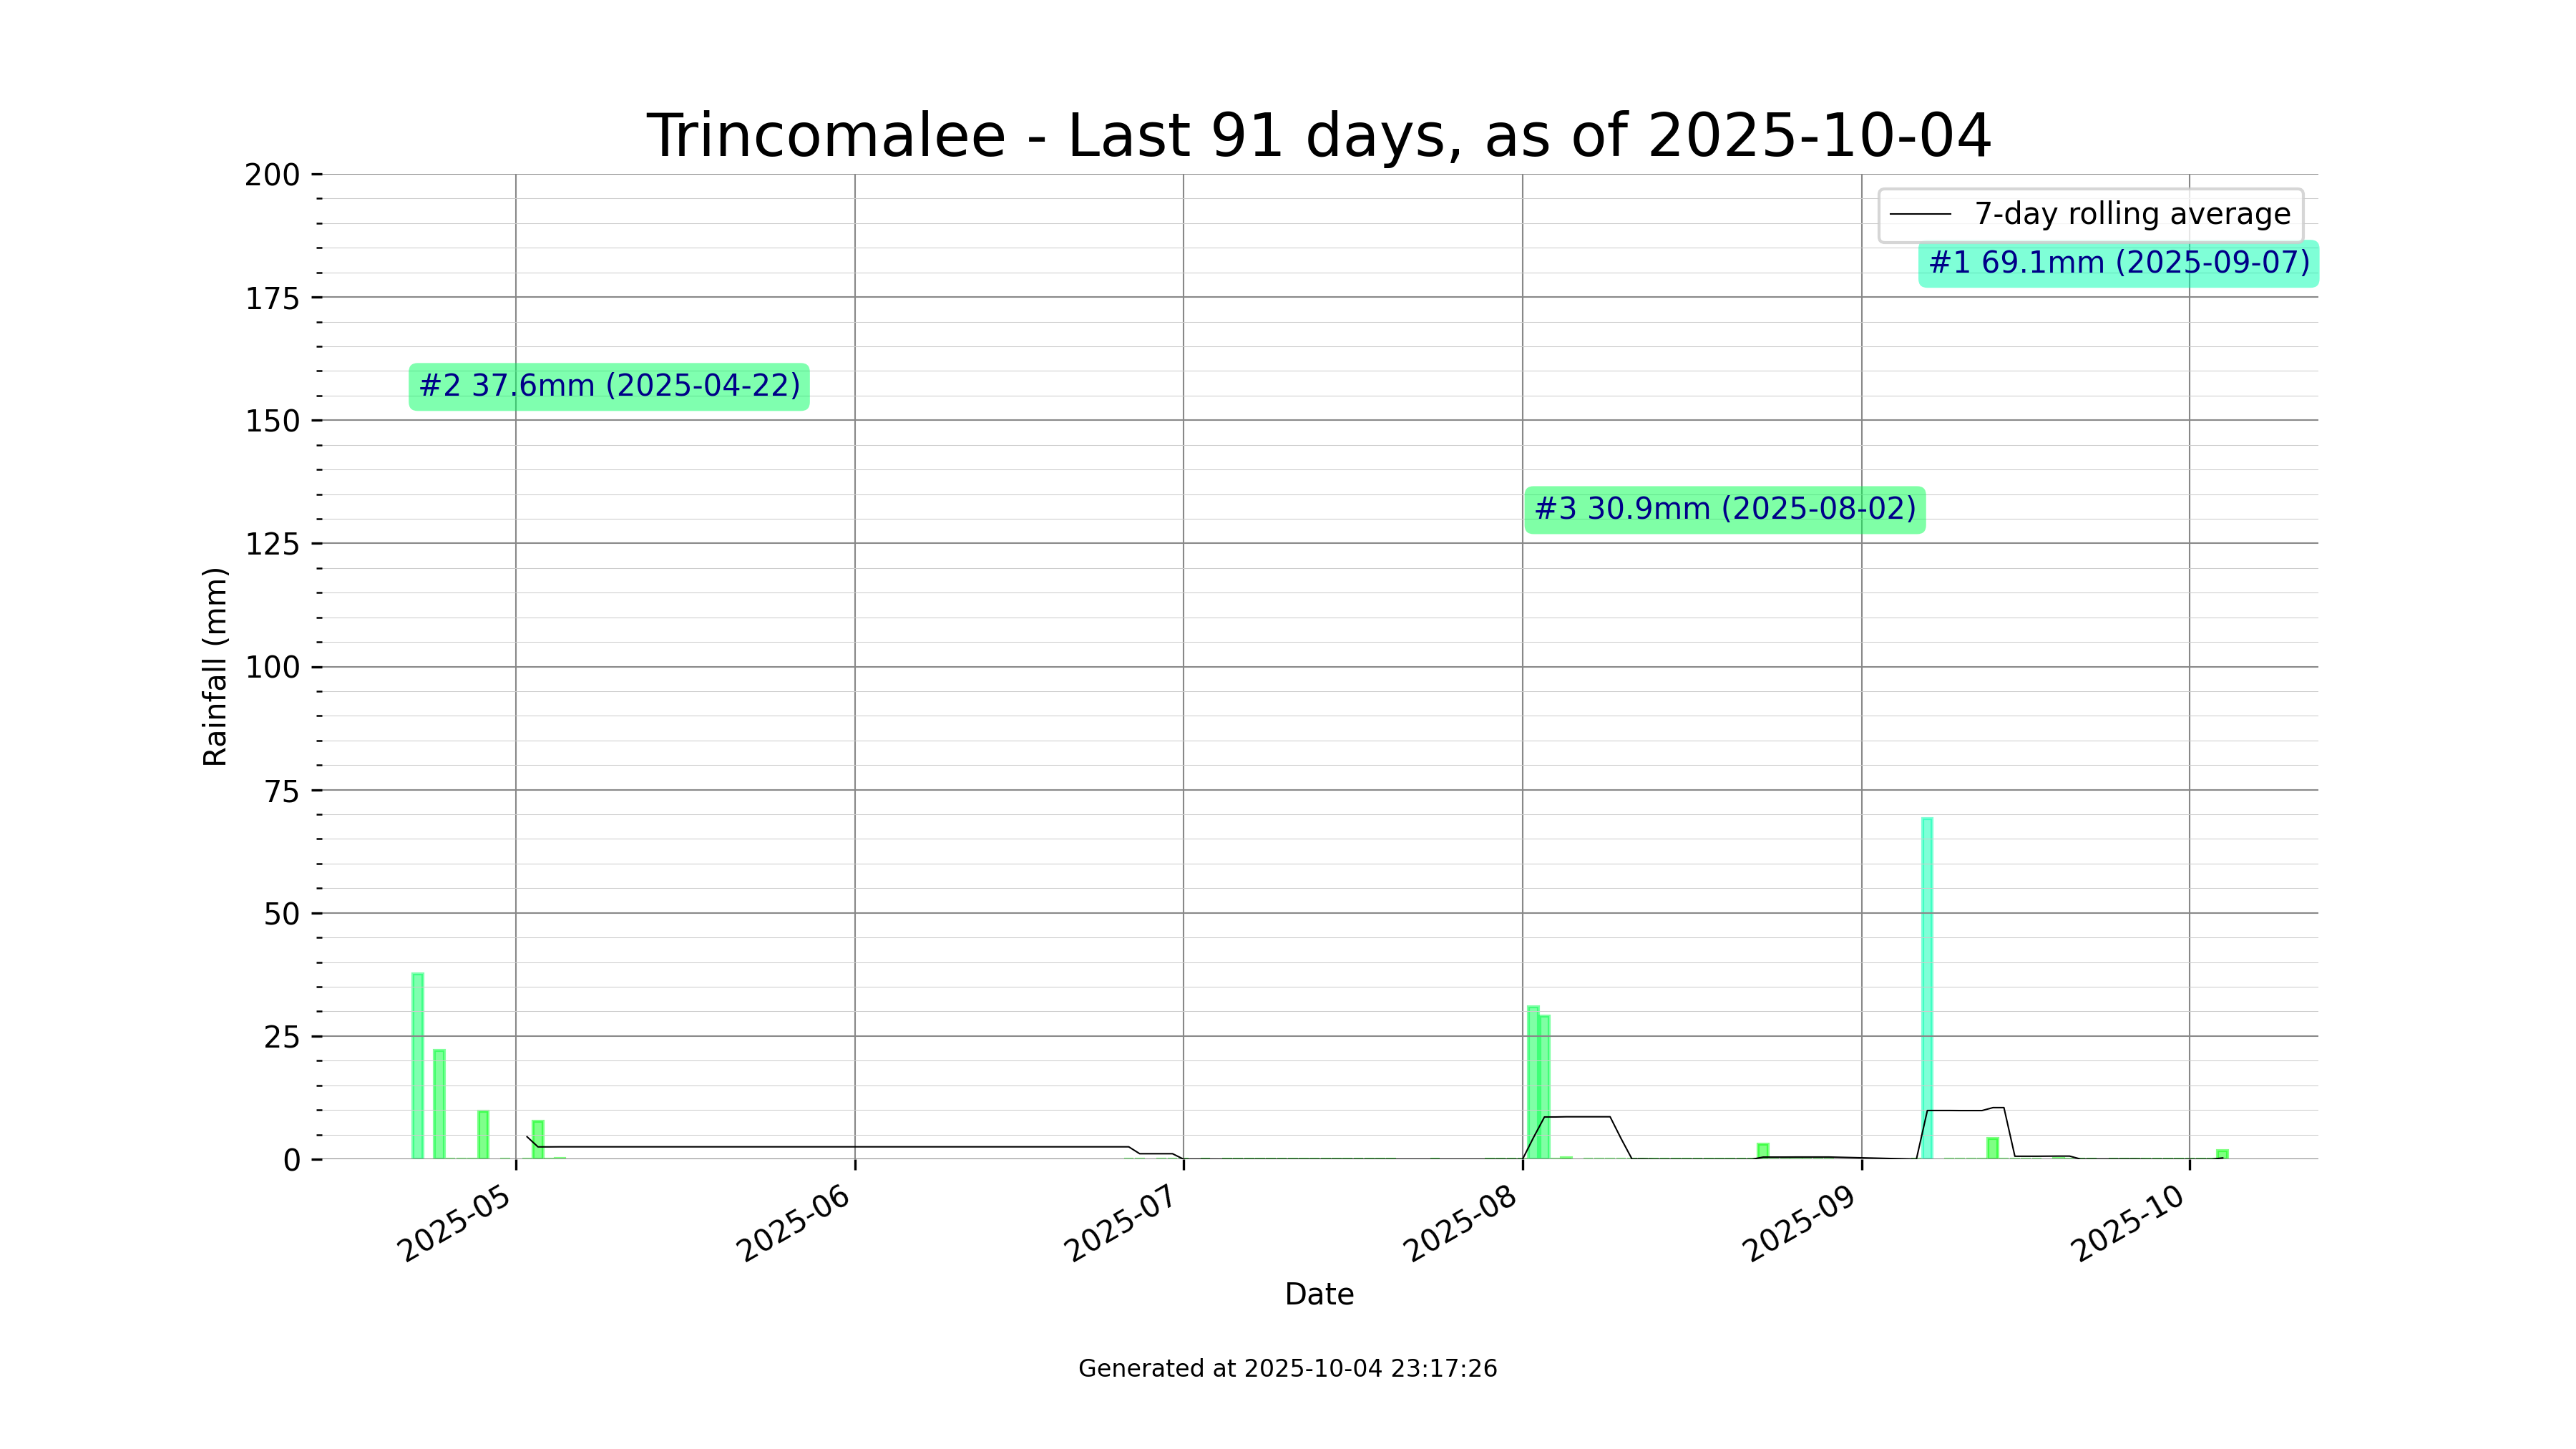 Trincomalee - Last 91 days, as of 2025-10-04
200
175
150
125
100
75
50
25
0
Rainfall (mm)
7-day rolling average
#1 69.1mm (2025-09-07)
#2 37.6mm (2025-04-22)
#3 30.9mm (2025-08-02)
2025-05
2025-06
2025-07
2025-08
2025-09
2025-10
Date
Generated at 2025-10-04 23:17:26